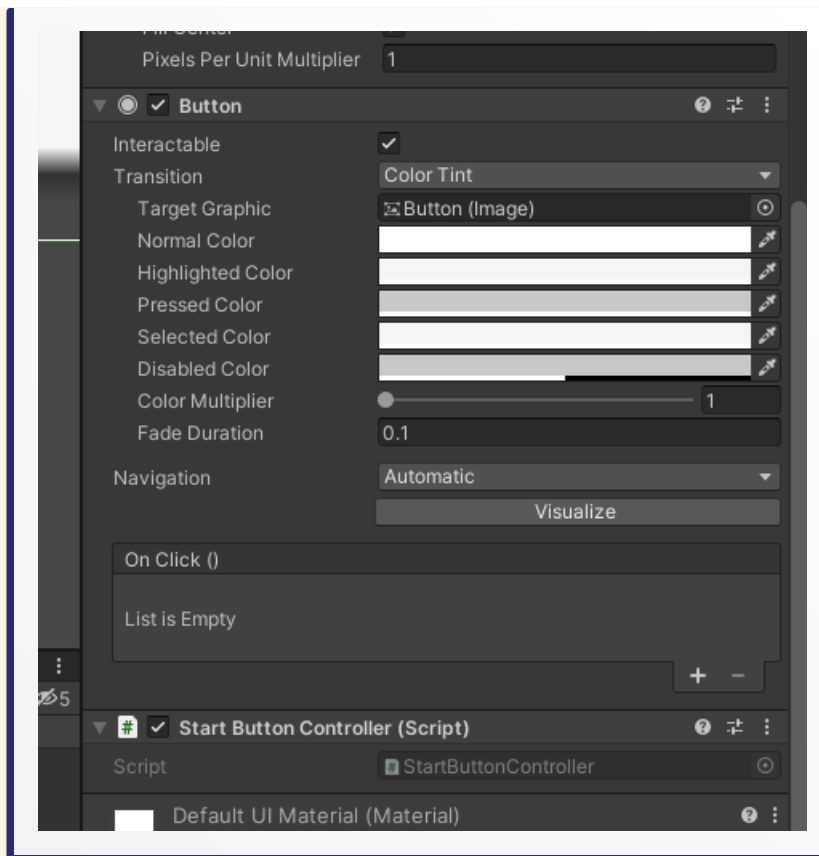 Pixels Per Unit Multiplier 1
Button
Interactable
Transition Color Tint
Target Graphic Button (Image)
Normal Color
Highlighted Color
Pressed Color
Selected Color
Disabled Color
Color Multiplier 1
Fade Duration 0.1
Navigation Automatic
Visualize
On Click ()
List is Empty
5
# Start Button Controller (Script)
Script # StartButtonController
Default UI Material (Material)